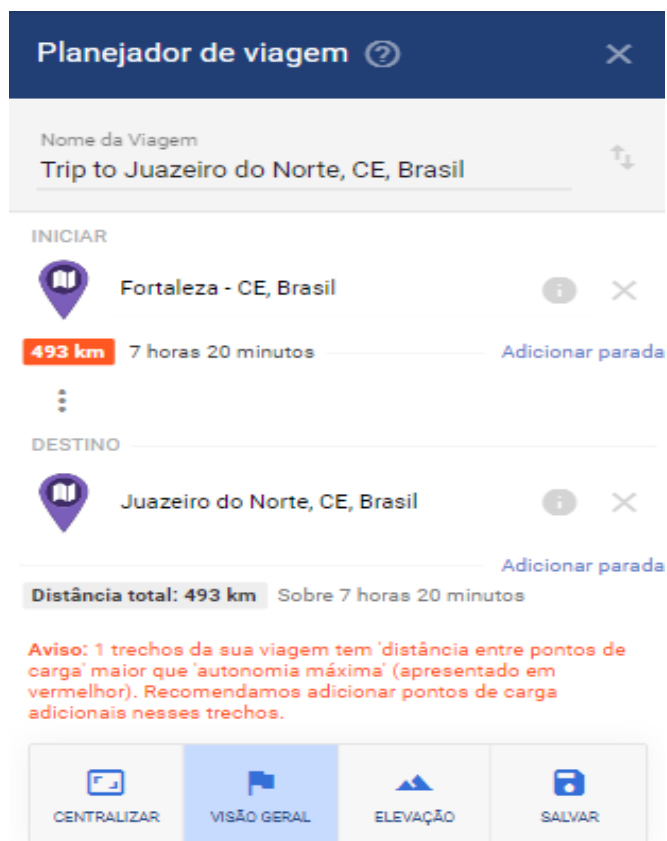 Planejador de viagem ?
Nome da Viagem
Trip to Juazeiro do Norte, CE, Brasil
INICIAR
Fortaleza - CE, Brasil
493 km 7 horas 20 minutos Adicionar parada
DESTINO
Juazeiro do Norte, CE, Brasil
Adicionar parada
Distância total: 493 km Sobre 7 horas 20 minutos
Aviso: 1 trechos da sua viagem tem 'distância entre pontos de
carga' maior que 'autonomia máxima' (apresentado em
vermelhor). Recomendamos adicionar pontos de carga
adicionais nesses trechos.
CENTRALIZAR VISÃO GERAL ELEVAÇÃO SALVAR